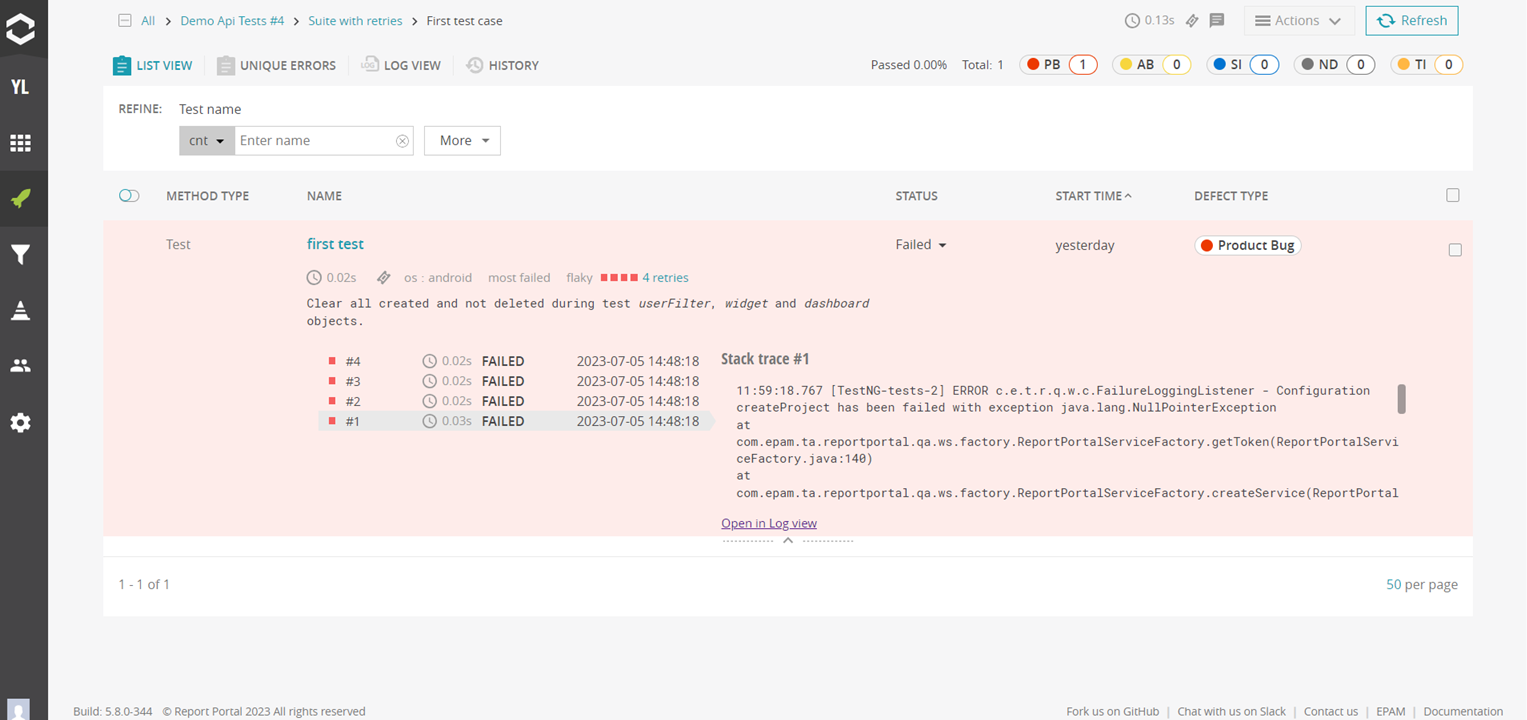 All > Demo Api Tests #4 > Suite with retries > First test case
0.13s
Actions
Refresh
YL
LIST VIEW
UNIQUE ERRORS
LOG
LOG VIEW
HISTORY
Passed 0.00%
Total: 1
PB 1
AB 0
SI 0
ND 0
TI 0
REFINE:
Test name
cnt
Enter name
More
METHOD TYPE
NAME
STATUS
START TIME
DEFECT TYPE
Test
first test
Failed
yesterday
Product Bug
0.02s
os : android
most failed
flaky
4 retries
Clear all created and not deleted during test userFilter, widget and dashboard
objects.
#4 0.02s FAILED 2023-07-05 14:48:18
#3 0.02s FAILED 2023-07-05 14:48:18
#2 0.02s FAILED 2023-07-05 14:48:18
#1 0.03s FAILED 2023-07-05 14:48:18
Stack trace #1
11:59:18.767 [TestNG-tests-2] ERROR c.e.t.r.q.w.c.FailureLoggingListener - Configuration
createProject has been failed with exception java.lang.NullPointerException
at
com.epam.ta.reportportal.qa.ws.factory.ReportPortalServiceFactory.getToken(ReportPortalServi
ceFactory.java:140)
at
com.epam.ta.reportportal.qa.ws.factory.ReportPortalServiceFactory.createService(ReportPortal
Open in Log view
1 - 1 of 1
50 per page
Build: 5.8.0-344
© Report Portal 2023 All rights reserved
Fork us on GitHub | Chat with us on Slack | Contact us | EPAM | Documentation